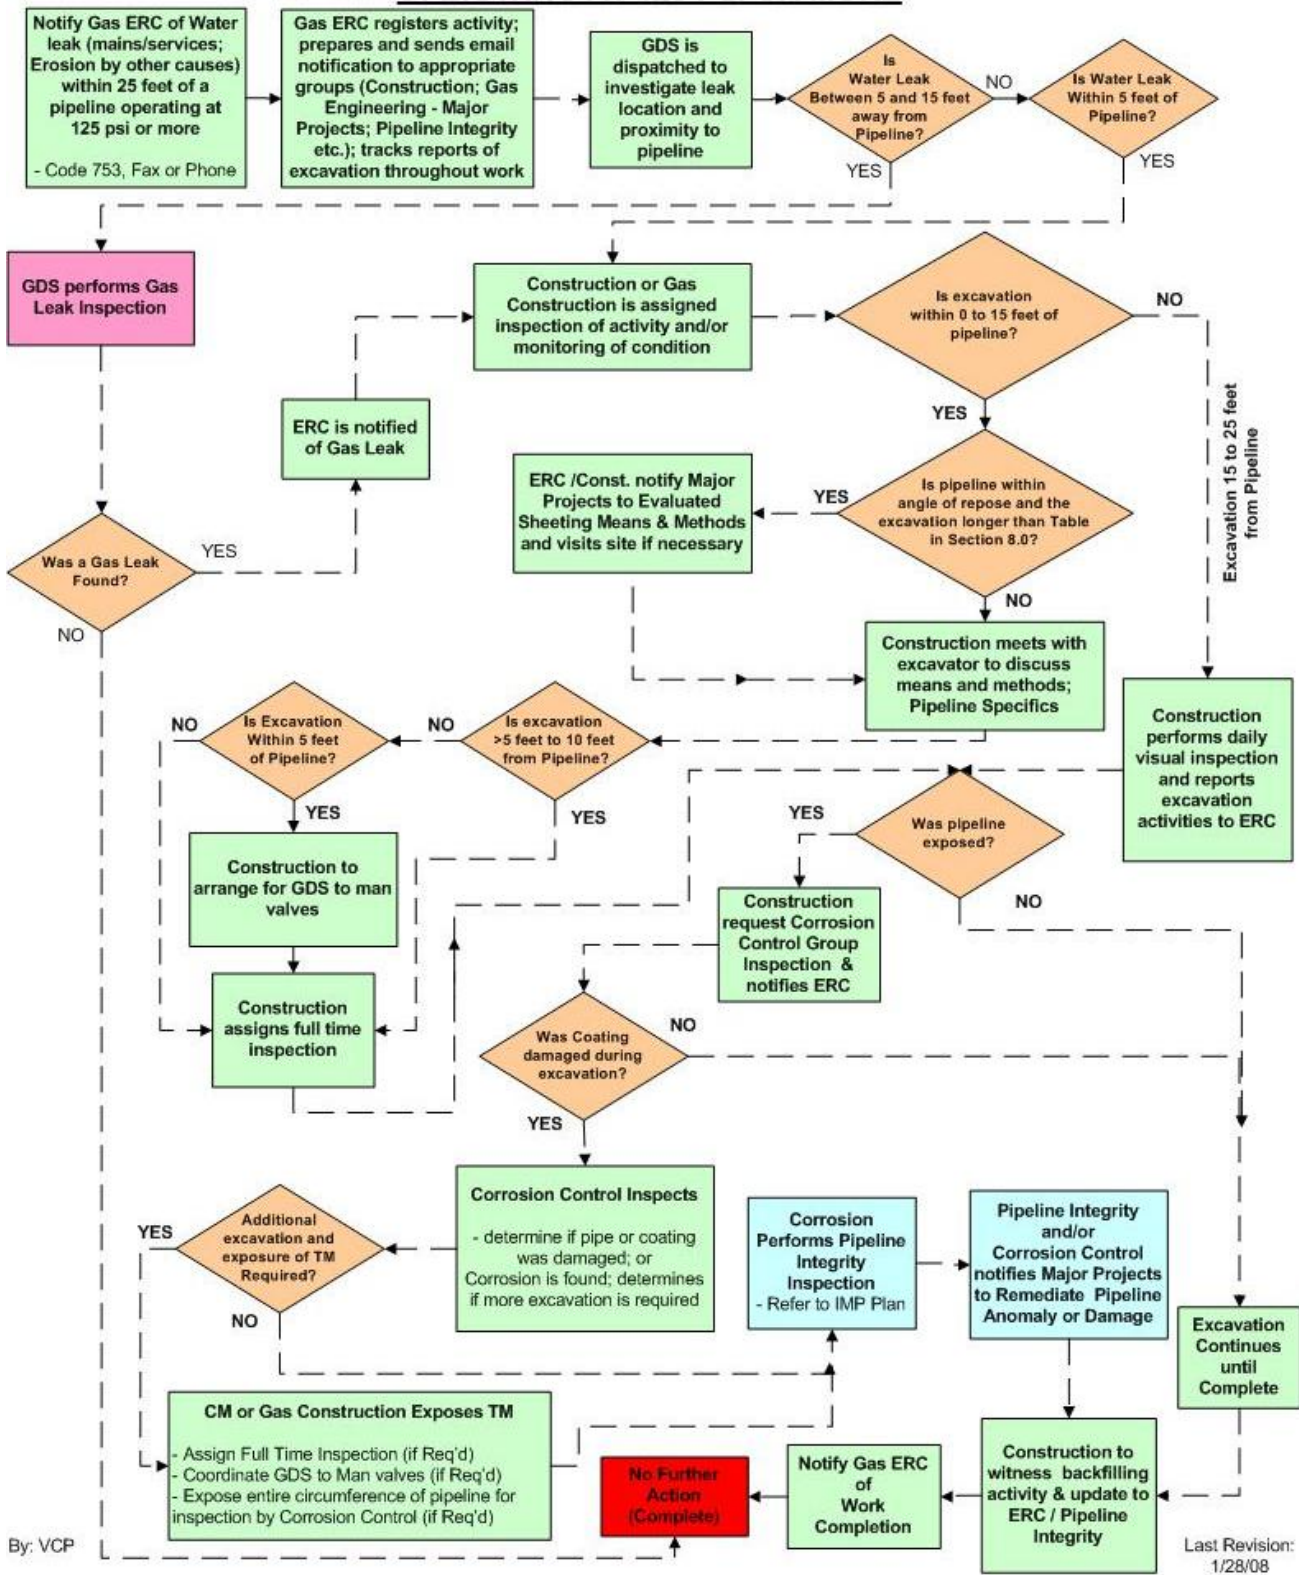 Notify Gas ERC of Water
leak (mains/services;
Erosion by other causes)
within 25 feet of a
pipeline operating at
125 psi or more
- Code 753, Fax or Phone
Gas ERC registers activity;
prepares and sends email
notification to appropriate
groups (Construction; Gas
Engineering - Major
Projects; Pipeline Integrity
etc.); tracks reports of
excavation throughout work
GDS is
dispatched to
investigate leak
location and
proximity to
pipeline
Is
Water Leak
Between 5 and 15 feet
away from
Pipeline?
NO
YES
Is Water Leak
Within 5 feet of
Pipeline?
YES
GDS performs Gas
Leak Inspection
Construction or Gas
Construction is assigned
inspection of activity and/or
monitoring of condition
Is excavation
within 0 to 15 feet of
pipeline?
NO
YES
Excavation 15 to 25 feet
from Pipeline
ERC is notified
of Gas Leak
ERC /Const. notify Major
Projects to Evaluated
Sheeting Means & Methods
and visits site if necessary
YES
Is pipeline within
angle of repose and the
excavation longer than Table
in Section 8.0?
NO
Was a Gas Leak
Found?
YES
NO
Construction meets with
excavator to discuss
means and methods;
Pipeline Specifics
Construction
performs daily
visual inspection
and reports
excavation
activities to ERC
NO
Is Excavation
Within 5 feet
of Pipeline?
YES
NO
Is excavation
>5 feet to 10 feet
from Pipeline?
YES
YES
Was pipeline
exposed?
NO
Construction to
arrange for GDS to man
valves
Construction
request Corrosion
Control Group
Inspection &
notifies ERC
Construction
assigns full time
inspection
Was Coating
damaged during
excavation?
NO
YES
Corrosion Control Inspects
- determine if pipe or coating
was damaged; or
Corrosion is found; determines
if more excavation is required
YES
Additional
excavation and
exposure of TM
Required?
NO
Corrosion
Performs Pipeline
Integrity
Inspection
- Refer to IMP Plan
Pipeline Integrity
and/or
Corrosion Control
notifies Major Projects
to Remediate Pipeline
Anomaly or Damage
Excavation
Continues
until
Complete
CM or Gas Construction Exposes TM
- Assign Full Time Inspection (if Req'd)
- Coordinate GDS to Man valves (if Req'd)
- Expose entire circumference of pipeline for
inspection by Corrosion Control (if Req'd)
No Further
Action
(Complete)
Notify Gas ERC
of
Work
Completion
Construction to
witness backfilling
activity & update to
ERC / Pipeline
Integrity
By: VCP
Last Revision:
1/28/08